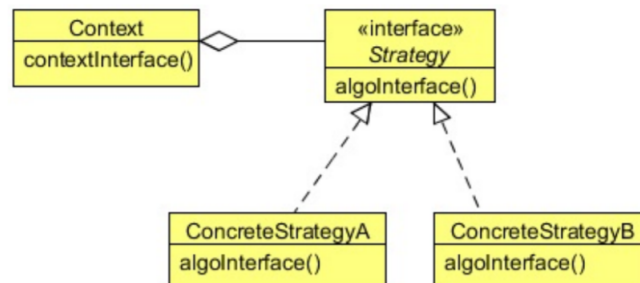 Context
contextInterface()
«interface»
Strategy
algoInterface()
ConcreteStrategyA
algoInterface()
ConcreteStrategyB
algoInterface()